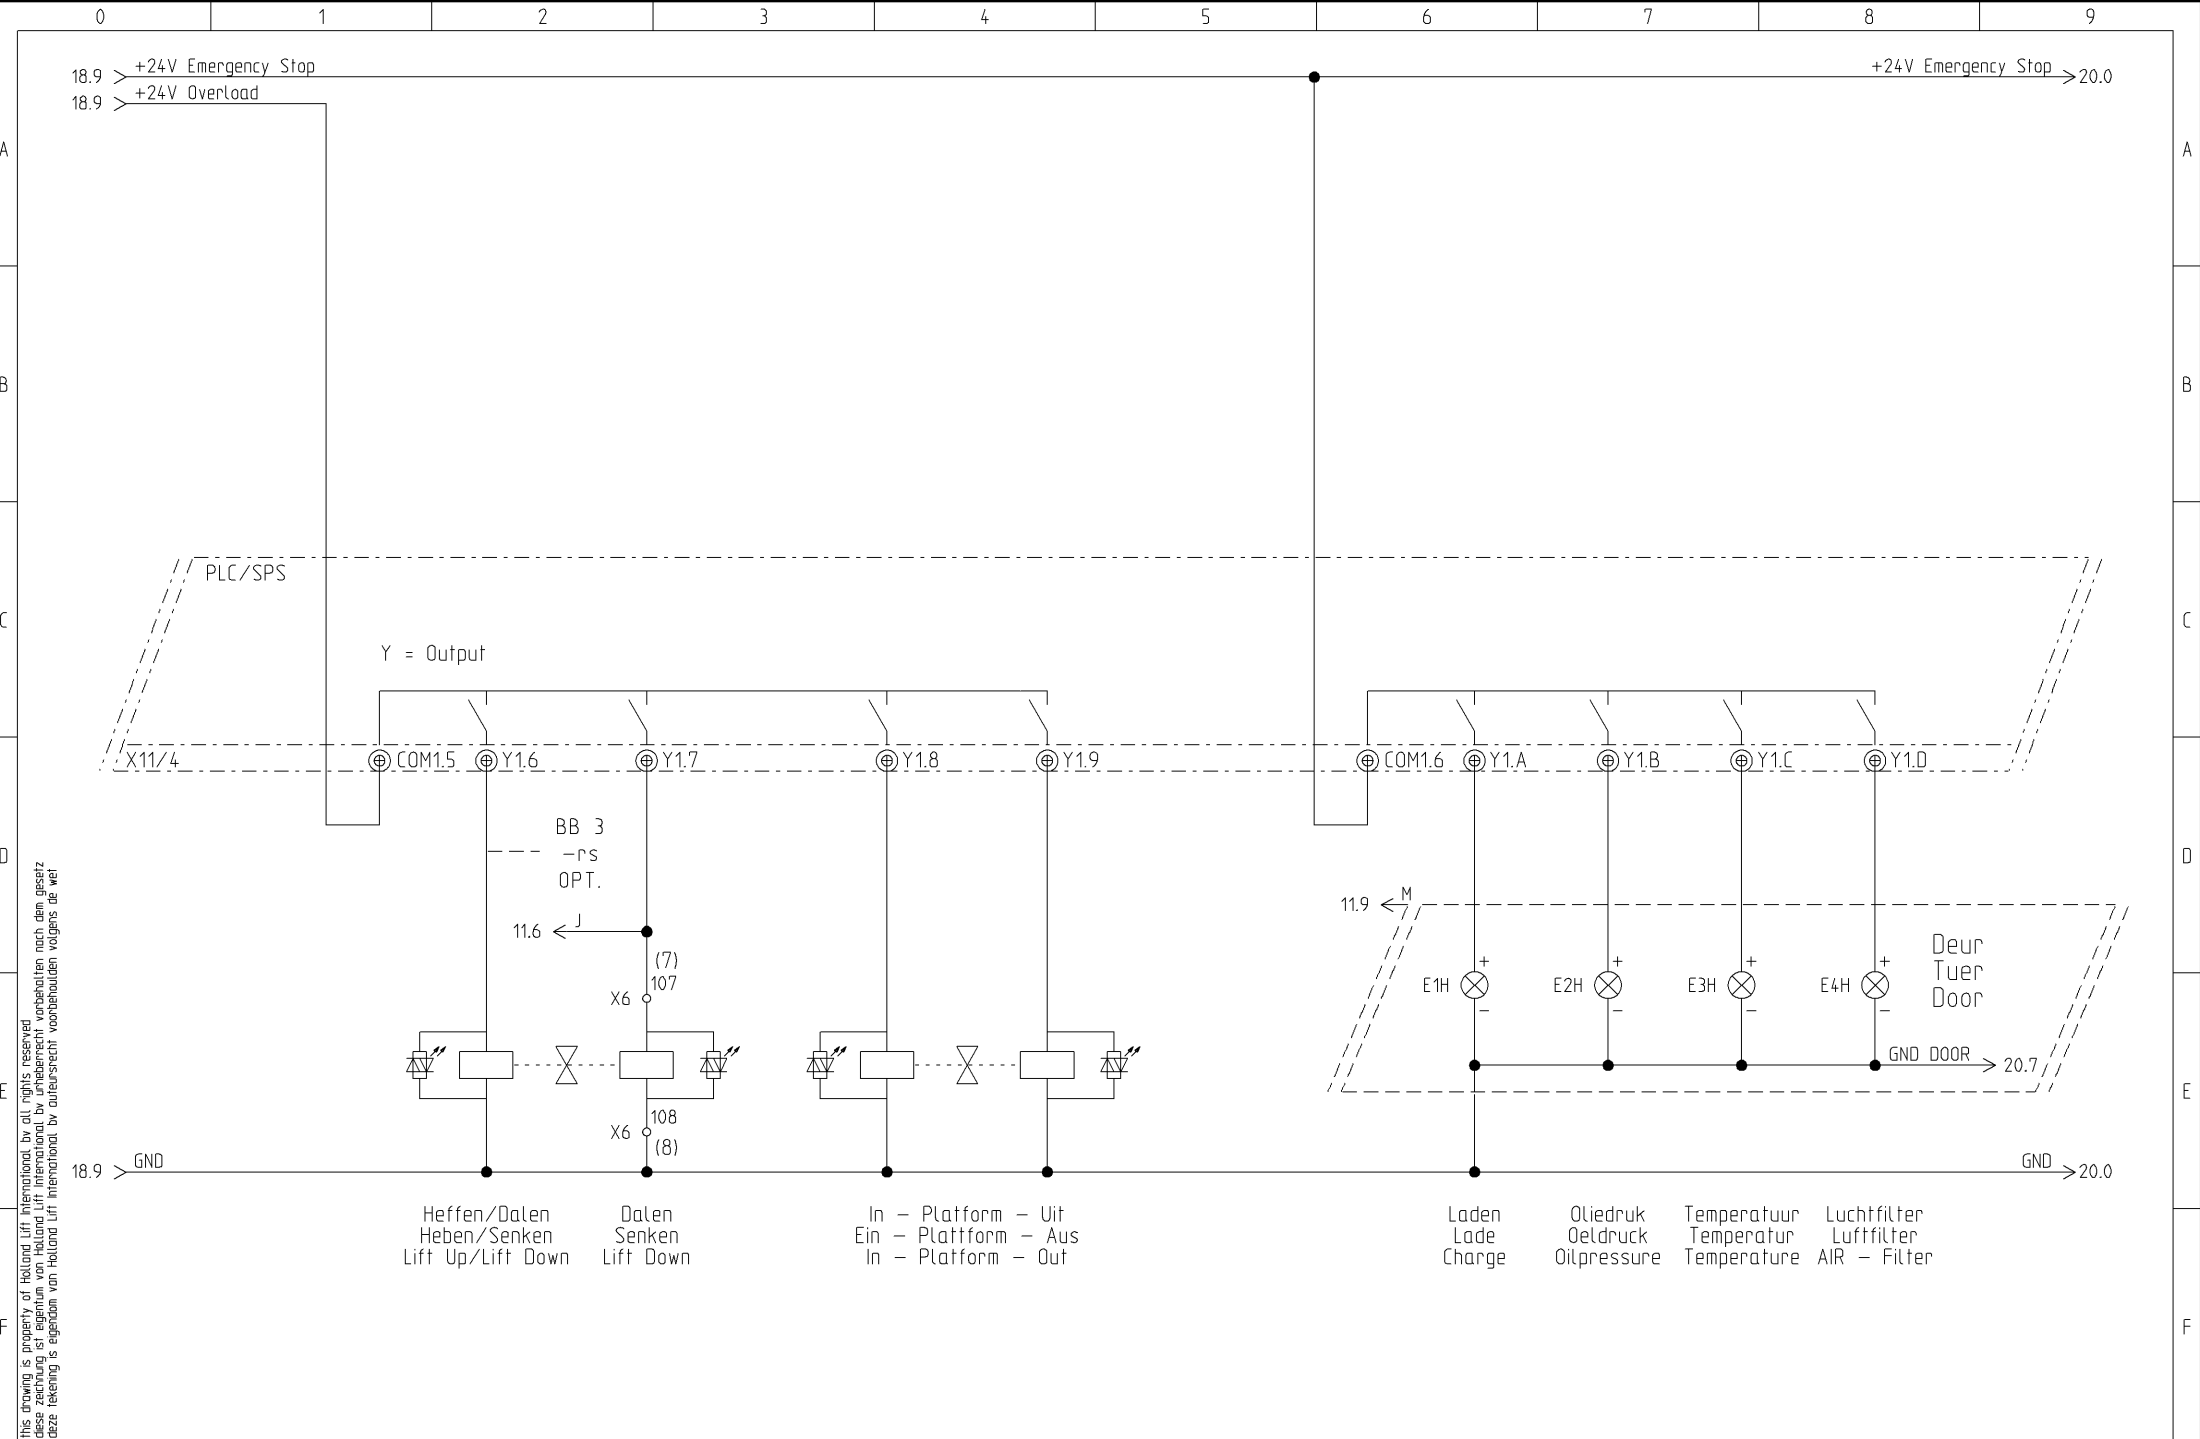 0 1 2 3 4 5 6 7 8 9
18.9 +24V Emergency Stop +24V Emergency Stop 20.0
18.9 +24V Overload
A A
B B
PLC/SPS
C C
Y = Output
X11/4 COM1.5 Y1.6 Y1.7 Y1.8 Y1.9 COM1.6 Y1.A Y1.B Y1.C Y1.D
BB 3
-rs
OPT.
D D
11.9 M
11.6 J
Deur
Tuer
Door
(7)
107
X6
E1H + - E2H + - E3H + - E4H + -
GND DOOR 20.7
E E
108
X6
(8)
18.9 GND GND 20.0
Heffen/Dalen Dalen In - Platform - Uit Laden Oliedruk Temperatuur Luchtfilter
Heben/Senken Senken Ein - Plattform - Aus Lade Oeldruck Temperatur Luftfilter
Lift Up/Lift Down Lift Down In - Platform - Out Charge Oilpressure Temperature AIR - Filter
F F
this drawing is property of Holland Lift International bv all rights reserved
diese zeichnung ist eigentum von Holland Lift International bv urheberrecht vorbehalten nach dem gesetz
deze tekening is eigendom van Holland Lift International bv auteursrecht voorbehouden volgens de wet